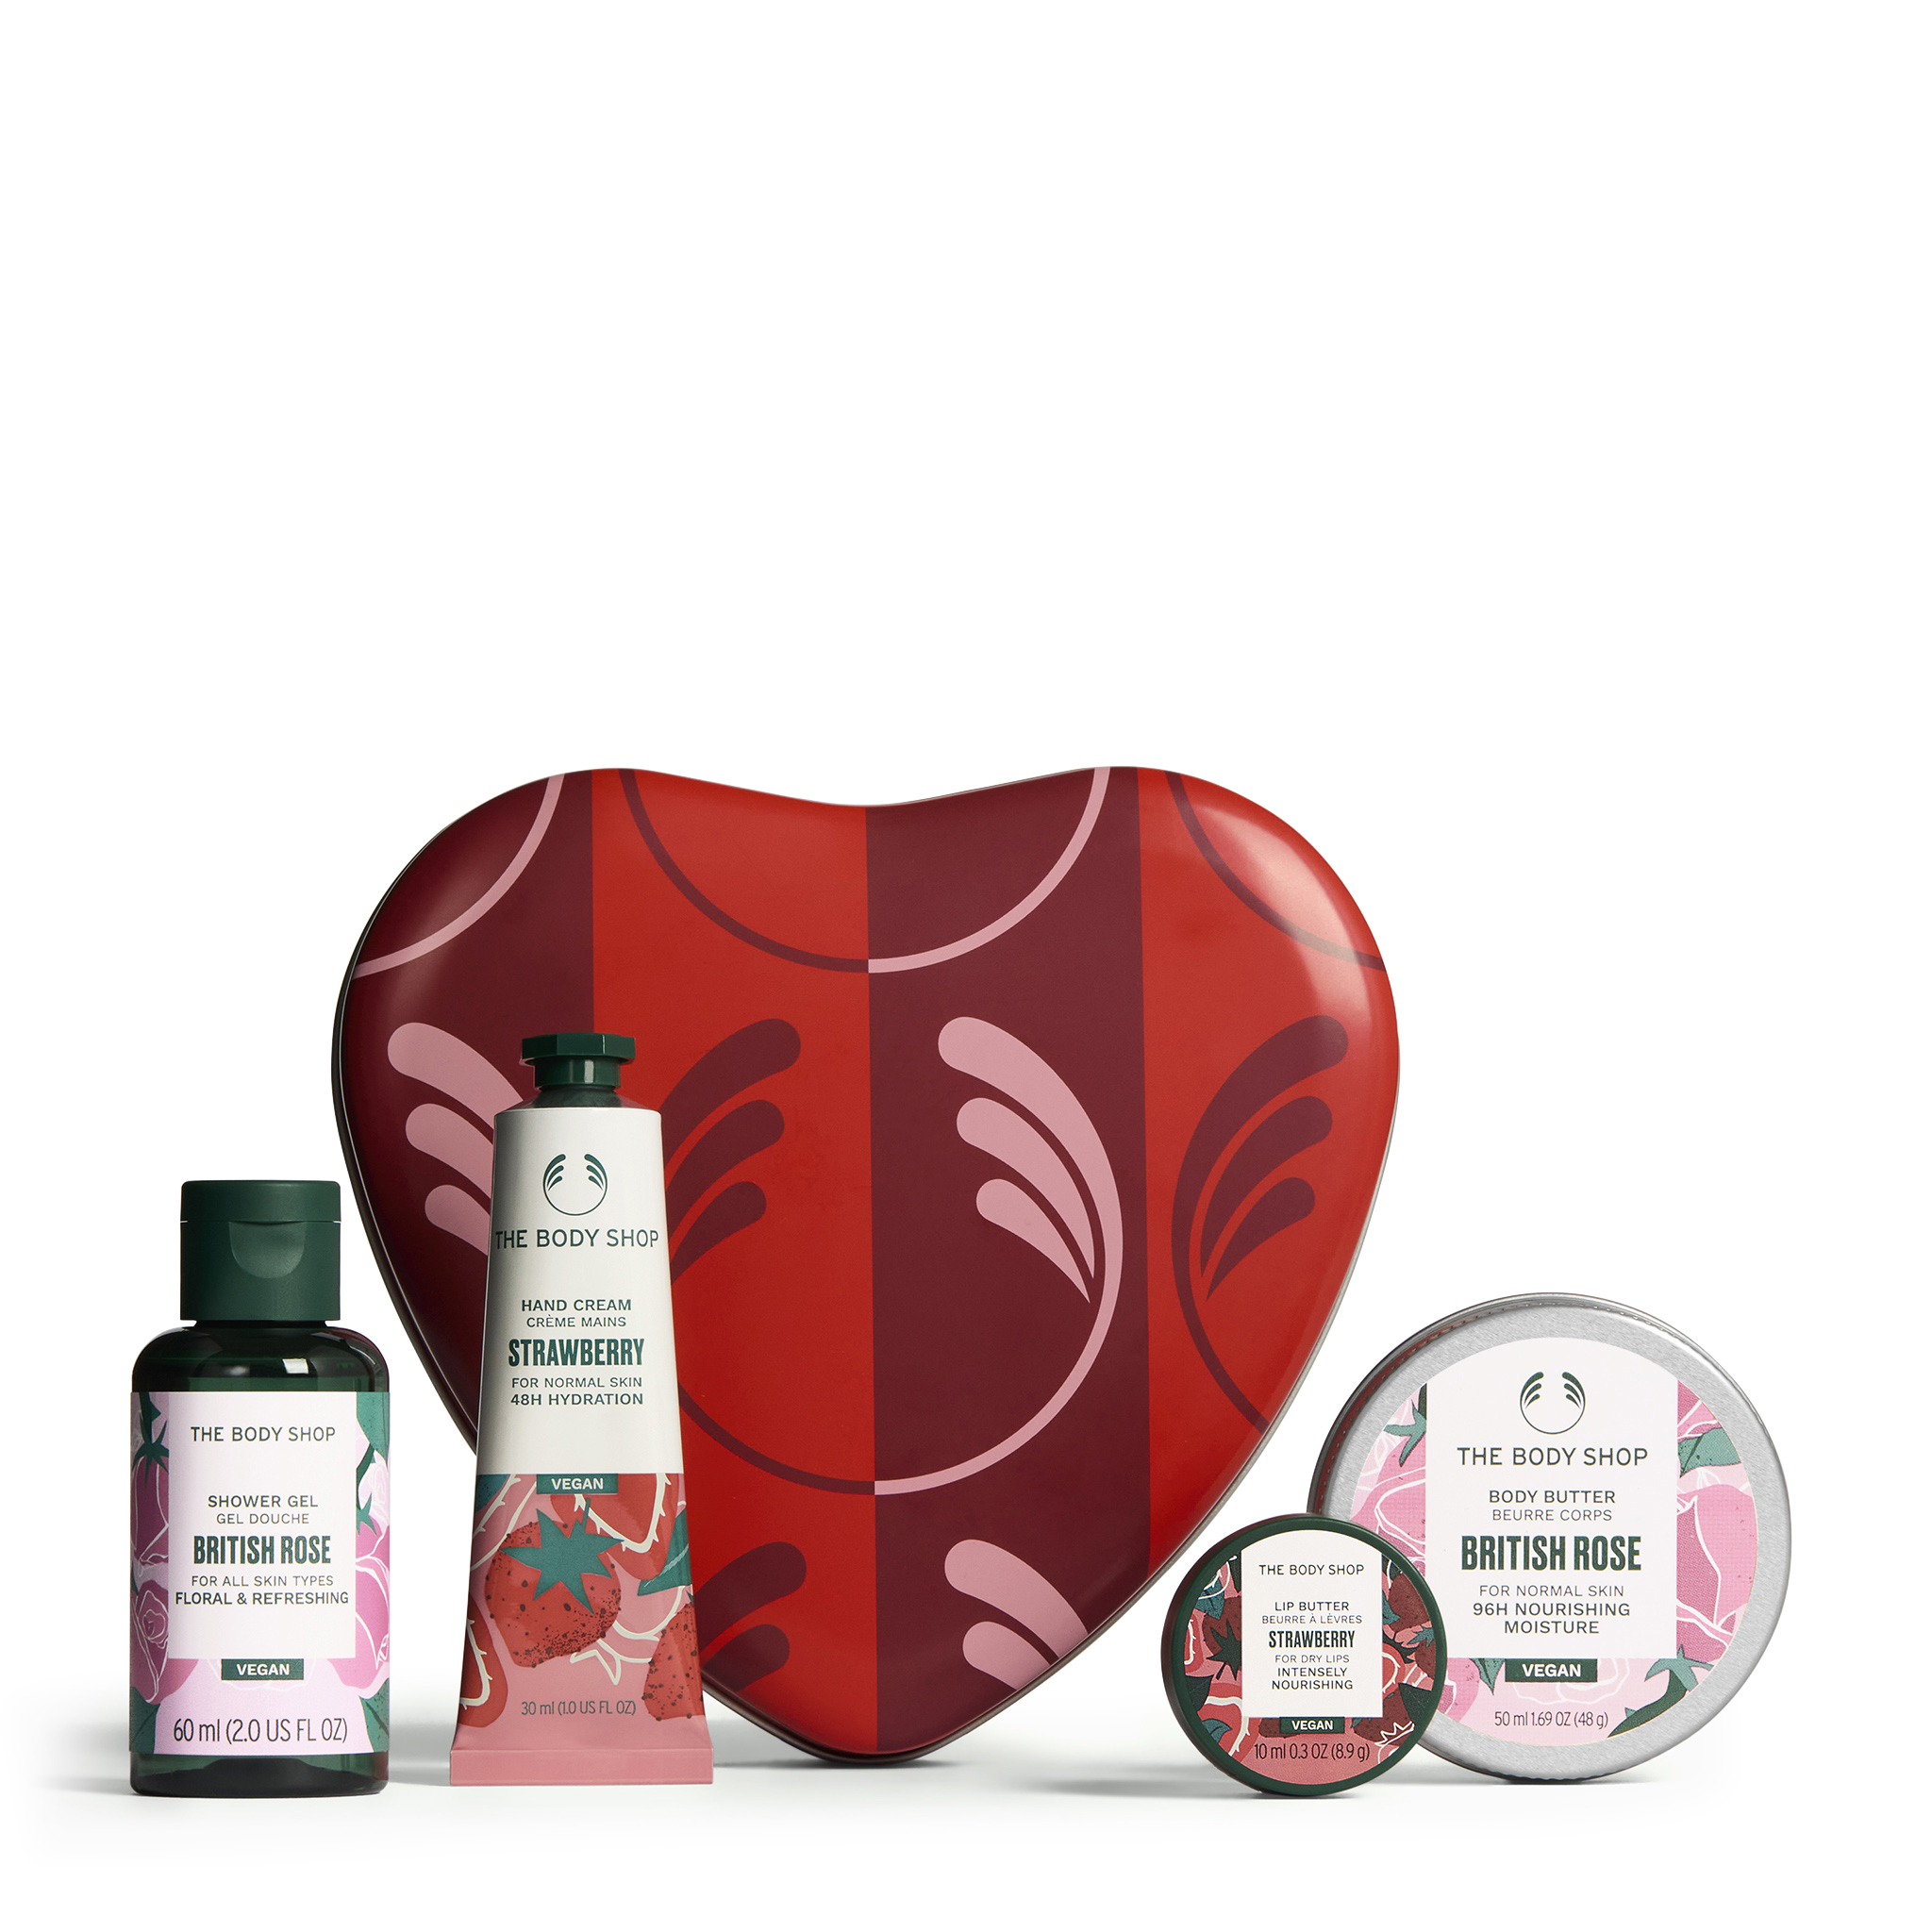 THE BODY SHOP
SHOWER GEL
GEL DOUCHE
BRITISH ROSE
FOR ALL SKIN TYPES
FLORAL & REFRESHING
VEGAN
60 ml (2.0 US FL OZ)
THE BODY SHOP
HAND CREAM
CRÈME MAINS
STRAWBERRY
FOR NORMAL SKIN
48H HYDRATION
VEGAN
30 ml (1.0 US FL OZ)
THE BODY SHOP
LIP BUTTER
BEURRE À LÈVRES
STRAWBERRY
FOR DRY LIPS
INTENSELY
NOURISHING
VEGAN
10 ml 0.3 OZ (8.9 g)
THE BODY SHOP
BODY BUTTER
BEURRE CORPS
BRITISH ROSE
FOR NORMAL SKIN
96H NOURISHING
MOISTURE
VEGAN
50 ml 1.69 OZ (48 g)